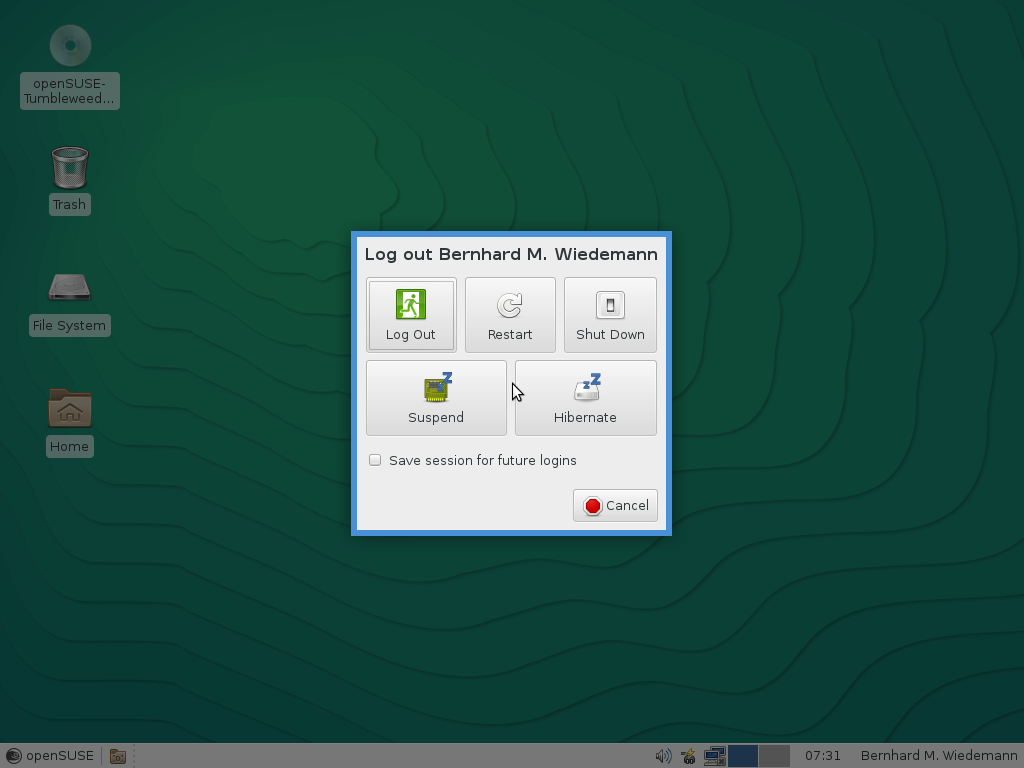 openSUSE-
Tumbleweed...
Trash
File System
Home
Log out Bernhard M. Wiedemann
Log Out
Restart
Shut Down
Suspend
Hibernate
Save session for future logins
Cancel
openSUSE
07:31
Bernhard M. Wiedemann